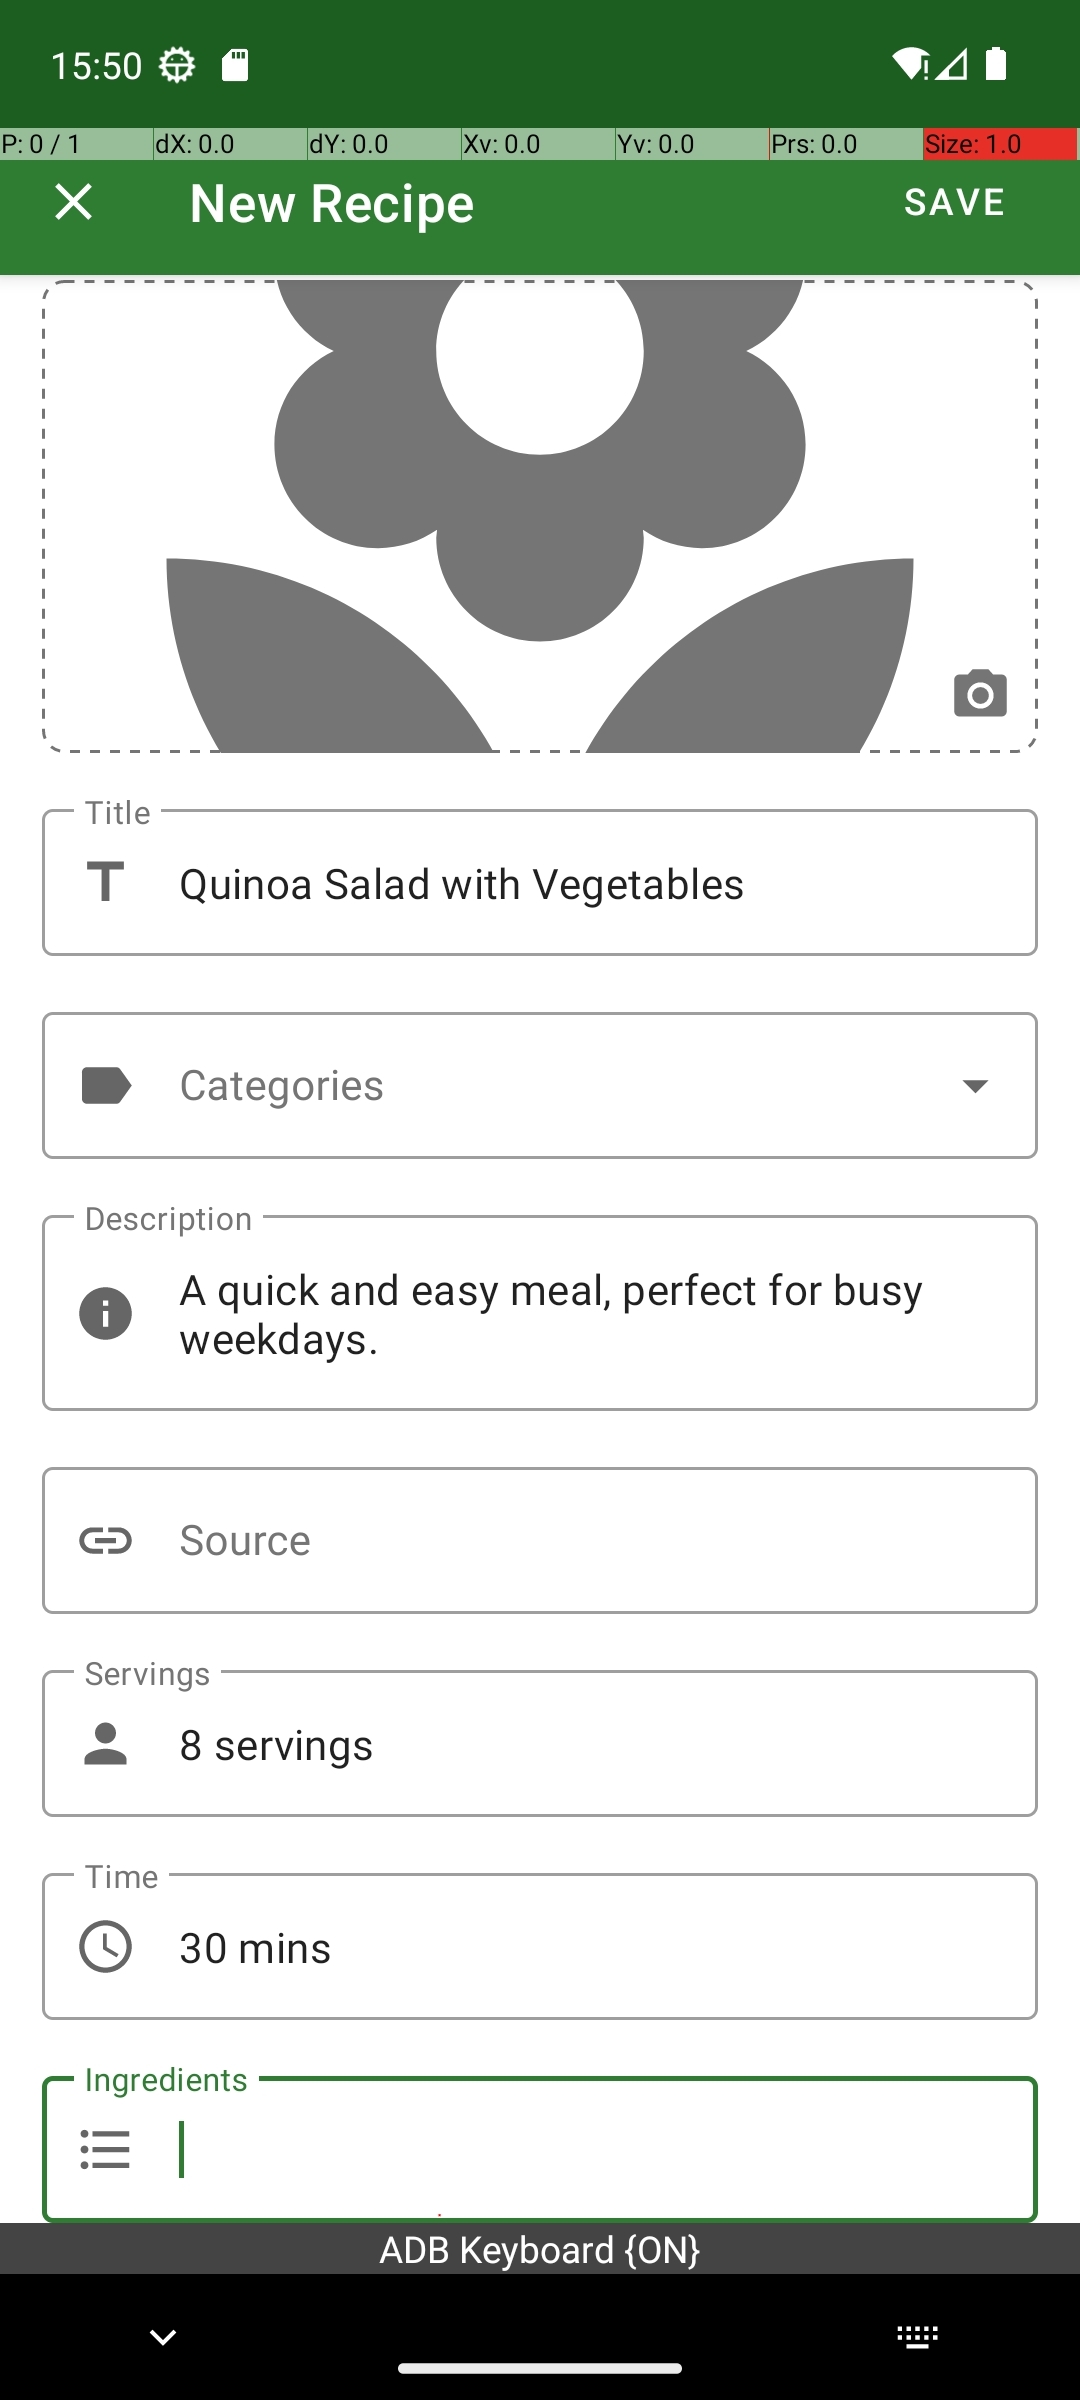 15:50
P: 0 / 1 dX: 0.0 dY: 0.0 Xv: 0.0 Yv: 0.0 Prs: 0.0 Size: 1.0
New Recipe SAVE
Title
Quinoa Salad with Vegetables
Categories
Description
A quick and easy meal, perfect for busy
weekdays.
Source
Servings
8 servings
Time
30 mins
Ingredients
ADB Keyboard {ON}